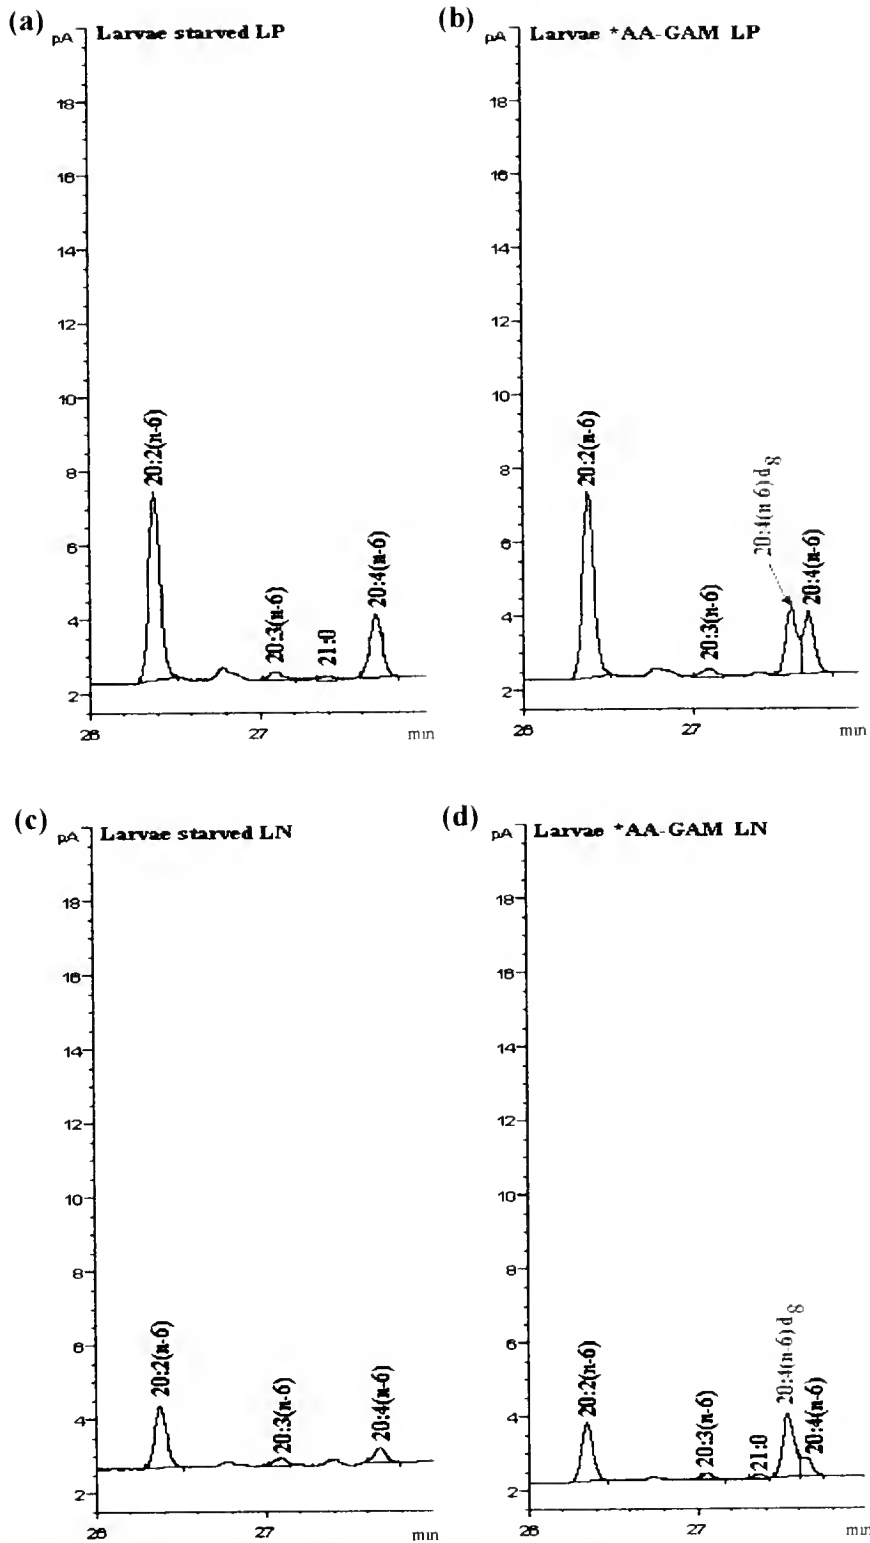 (a)
pA
Larvae starved LP
18
16
14
12
10
8
6
4
2
20:2(n-6)
20:3(n-6)
21:0
20:4(n-6)
26
27
min
(b)
pA
Larvae *AA-GAM LP
18
16
14
12
10
8
6
4
2
20:2(n-6)
20:3(n-6)
20:4(n 6) d8
20:4(n-6)
26
27
min
(c)
pA
Larvae starved LN
18
16
14
12
10
8
6
4
2
20:2(n-6)
20:3(n-6)
20:4(n-6)
26
27
min
(d)
pA
Larvae *AA-GAM LN
18
16
14
12
10
8
6
4
2
20:2(n-6)
20:3(n-6)
21:0
20:4(n-6) d8
20:4(n-6)
26
27
min